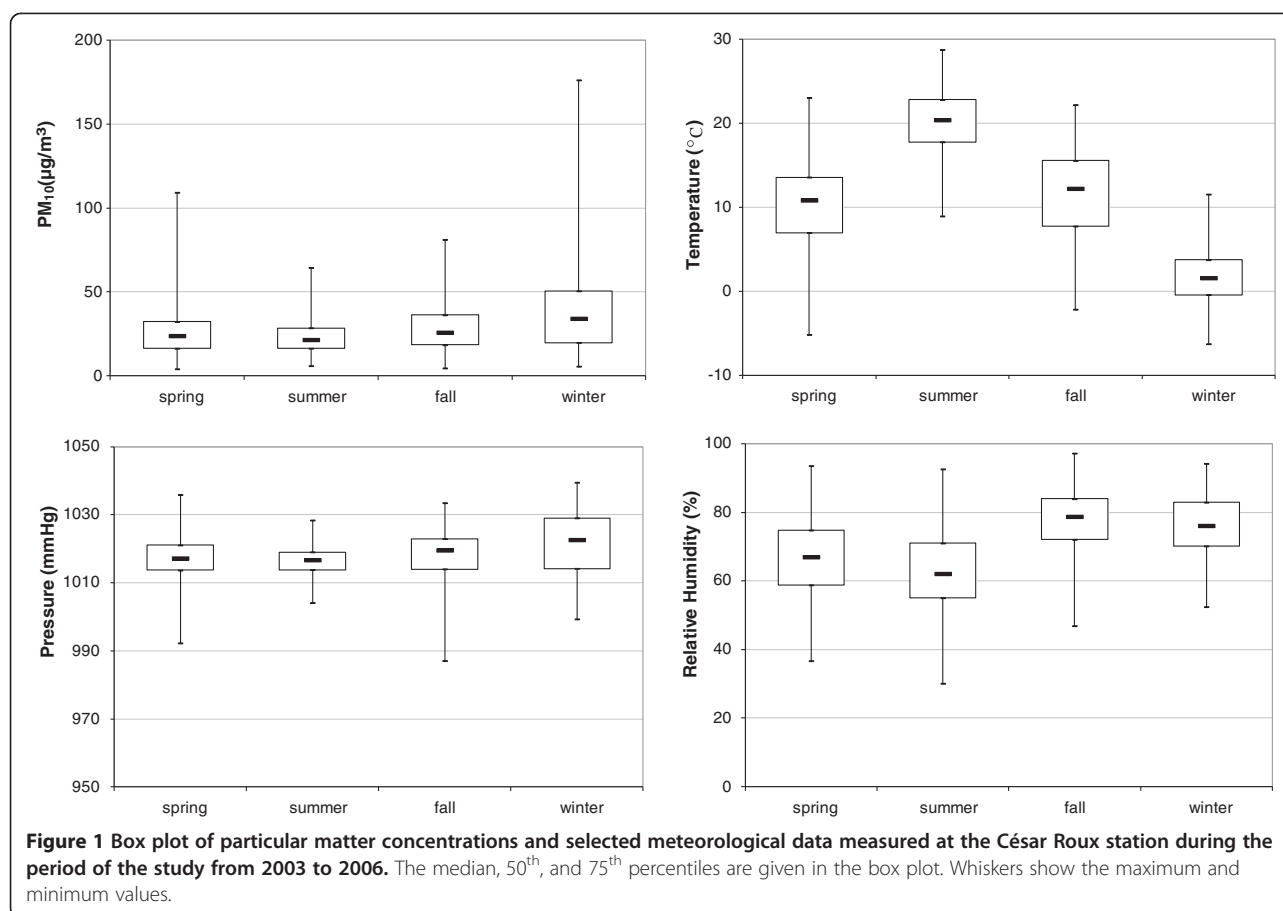 200
150
100
50
0
PM10(µg/m³)
spring summer fall winter
30
20
10
0
-10
Temperature (°C)
spring summer fall winter
1050
1030
1010
990
970
950
Pressure (mmHg)
spring summer fall winter
100
80
60
40
20
0
Relative Humidity (%)
spring summer fall winter
Figure 1 Box plot of particular matter concentrations and selected meteorological data measured at the César Roux station during the
period of the study from 2003 to 2006. The median, 50th, and 75th percentiles are given in the box plot. Whiskers show the maximum and
minimum values.